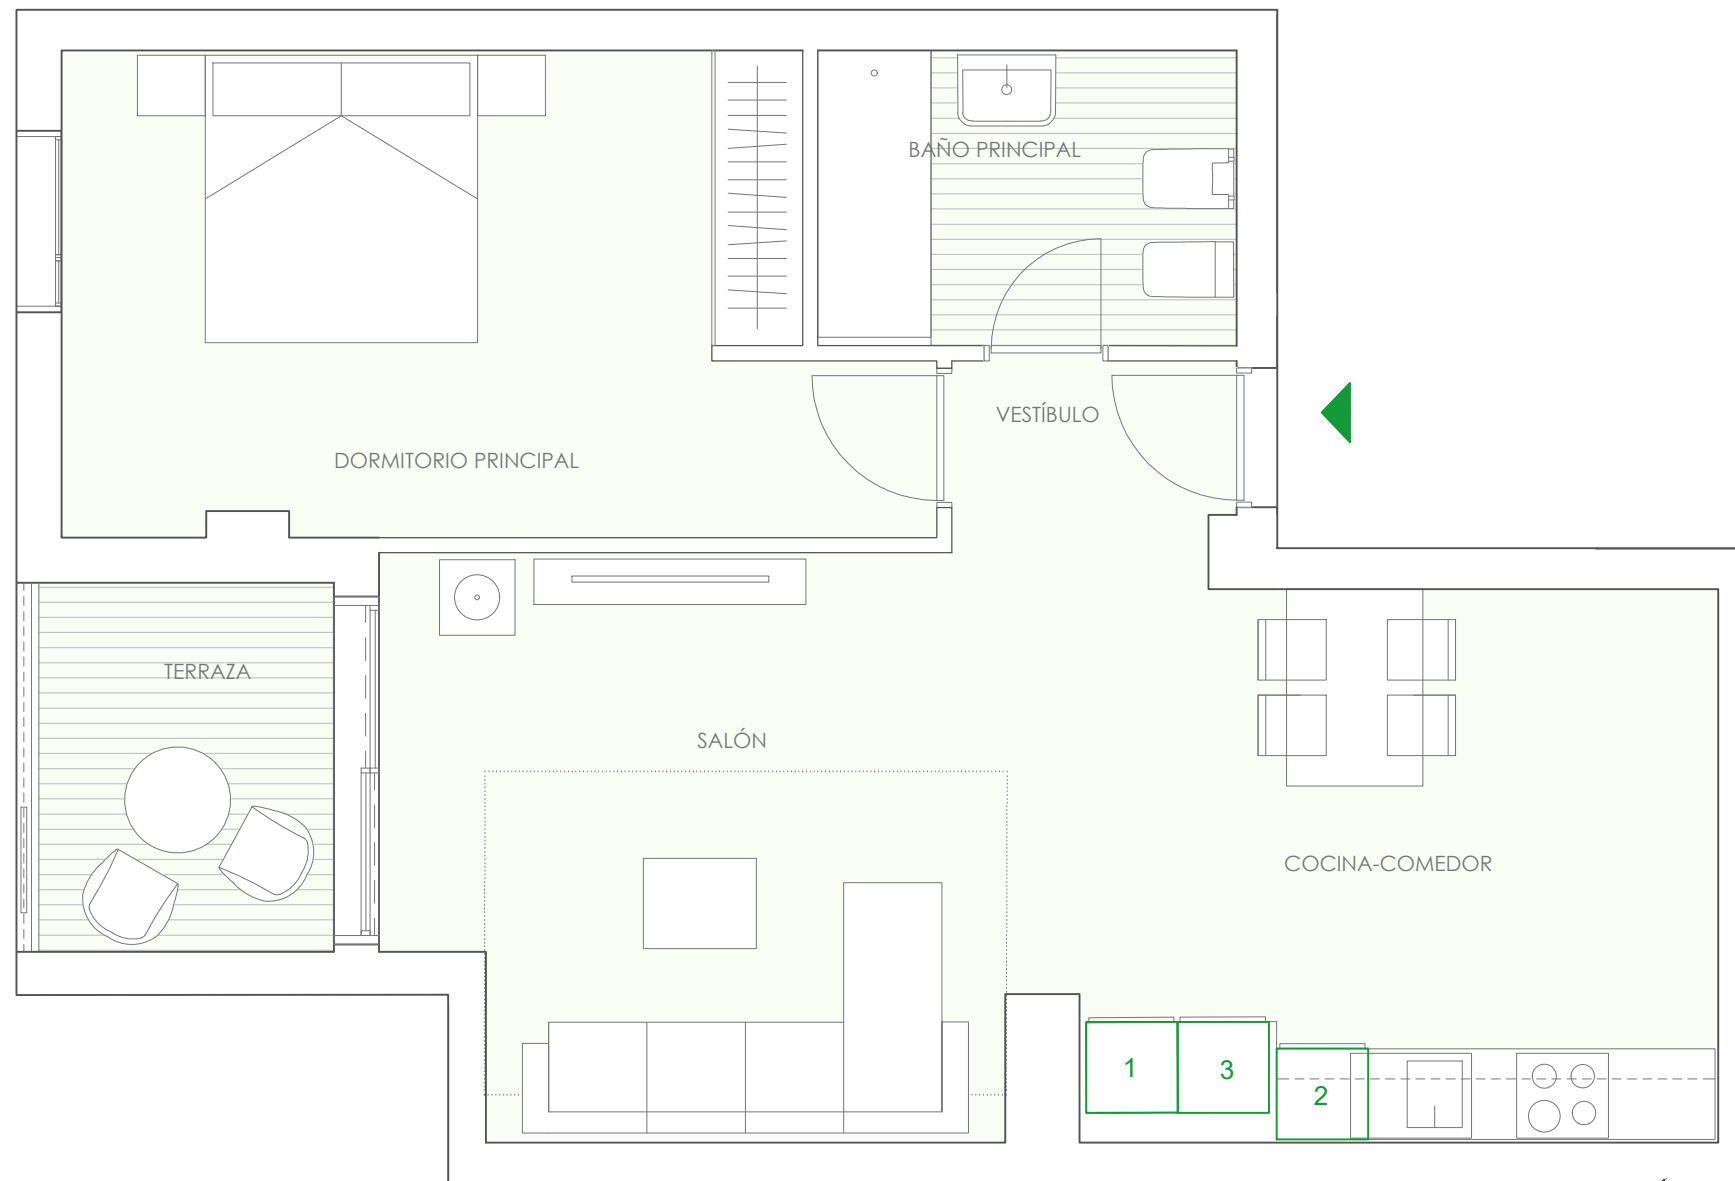 BAÑO PRINCIPAL
VESTÍBULO
DORMITORIO PRINCIPAL
TERRAZA
SALÓN
COCINA-COMEDOR
1
3
2